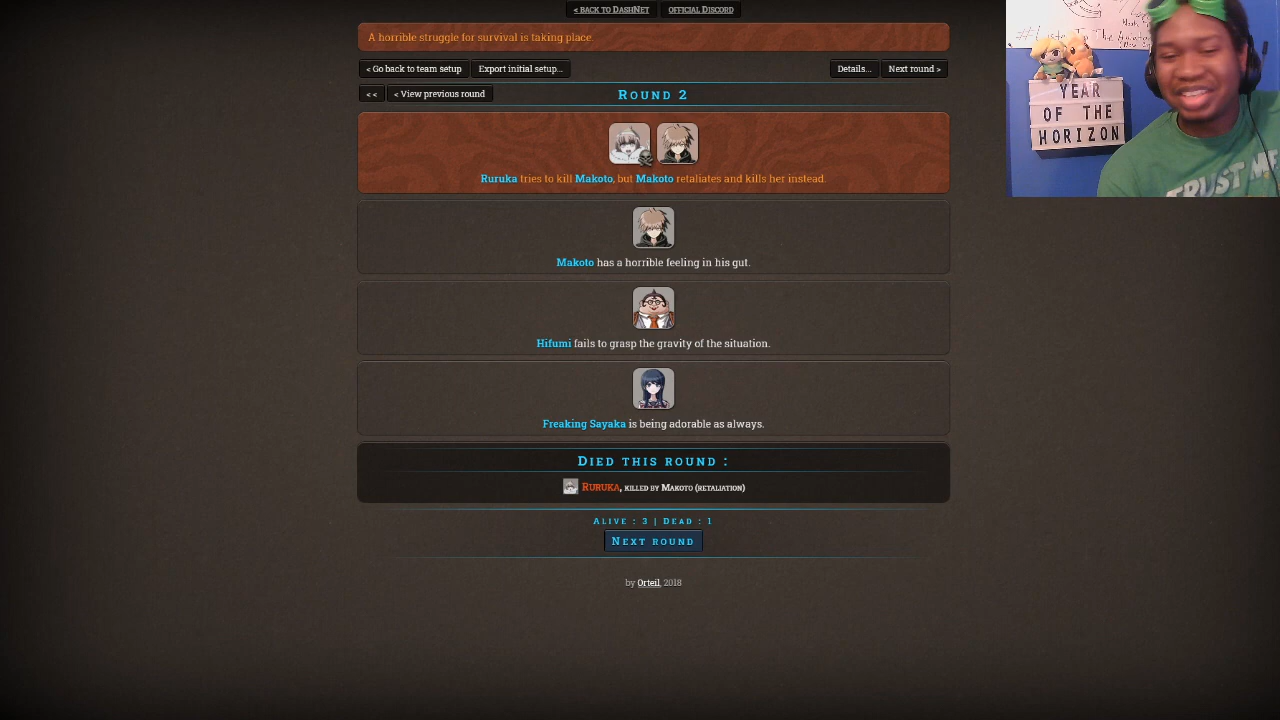 < BACK TO DASHNET
OFFICIAL DISCORD
A horrible struggle for survival is taking place.
< Go back to team setup
Export initial setup...
Details...
Next round >
< <
< View previous round
ROUND 2
Ruruka tries to kill Makoto, but Makoto retaliates and kills her instead.
Makoto has a horrible feeling in his gut.
Hifumi fails to grasp the gravity of the situation.
Freaking Sayaka is being adorable as always.
DIED THIS ROUND :
RURUKA, KILLED BY MAKOTO (RETALIATION)
ALIVE : 3 | DEAD : 1
NEXT ROUND
by Orteil, 2018
YEAR
OF THE
HORIZON
TRUST ME